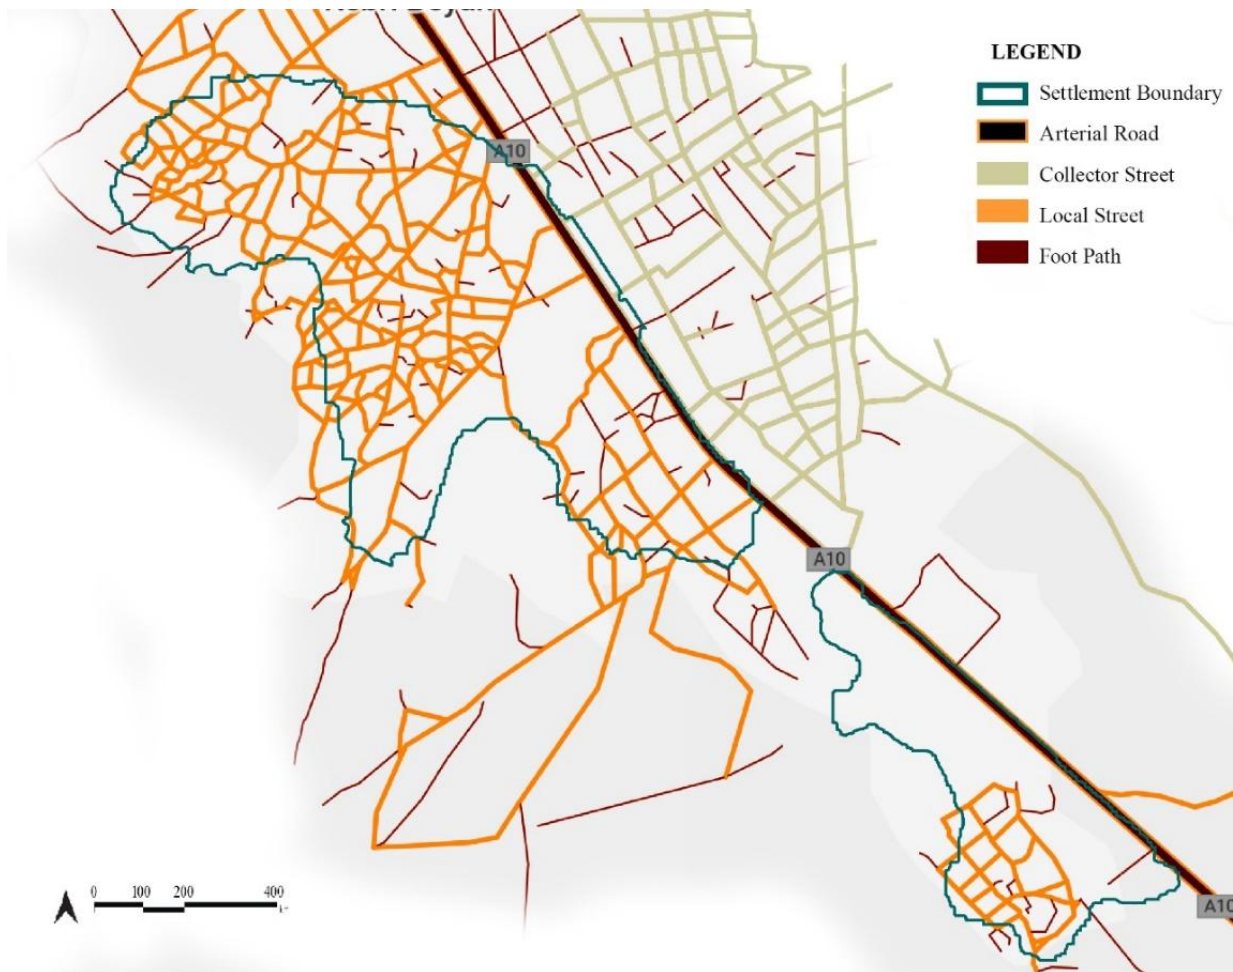 LEGEND
Settlement Boundary
Arterial Road
Collector Street
Local Street
Foot Path
A10
A10
A10
0 100 200 400